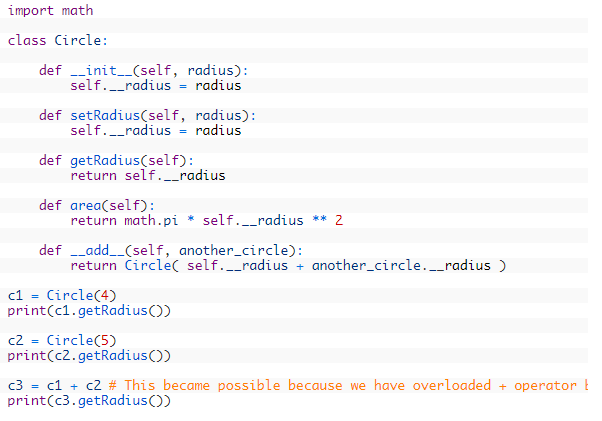 import math
class Circle:
def __init__(self, radius):
self.__radius = radius
def setRadius(self, radius):
self.__radius = radius
def getRadius(self):
return self.__radius
def area(self):
return math.pi * self.__radius ** 2
def __add__(self, another_circle):
return Circle( self.__radius + another_circle.__radius )
c1 = Circle(4)
print(c1.getRadius())
c2 = Circle(5)
print(c2.getRadius())
c3 = c1 + c2 # This became possible because we have overloaded + operator
print(c3.getRadius())